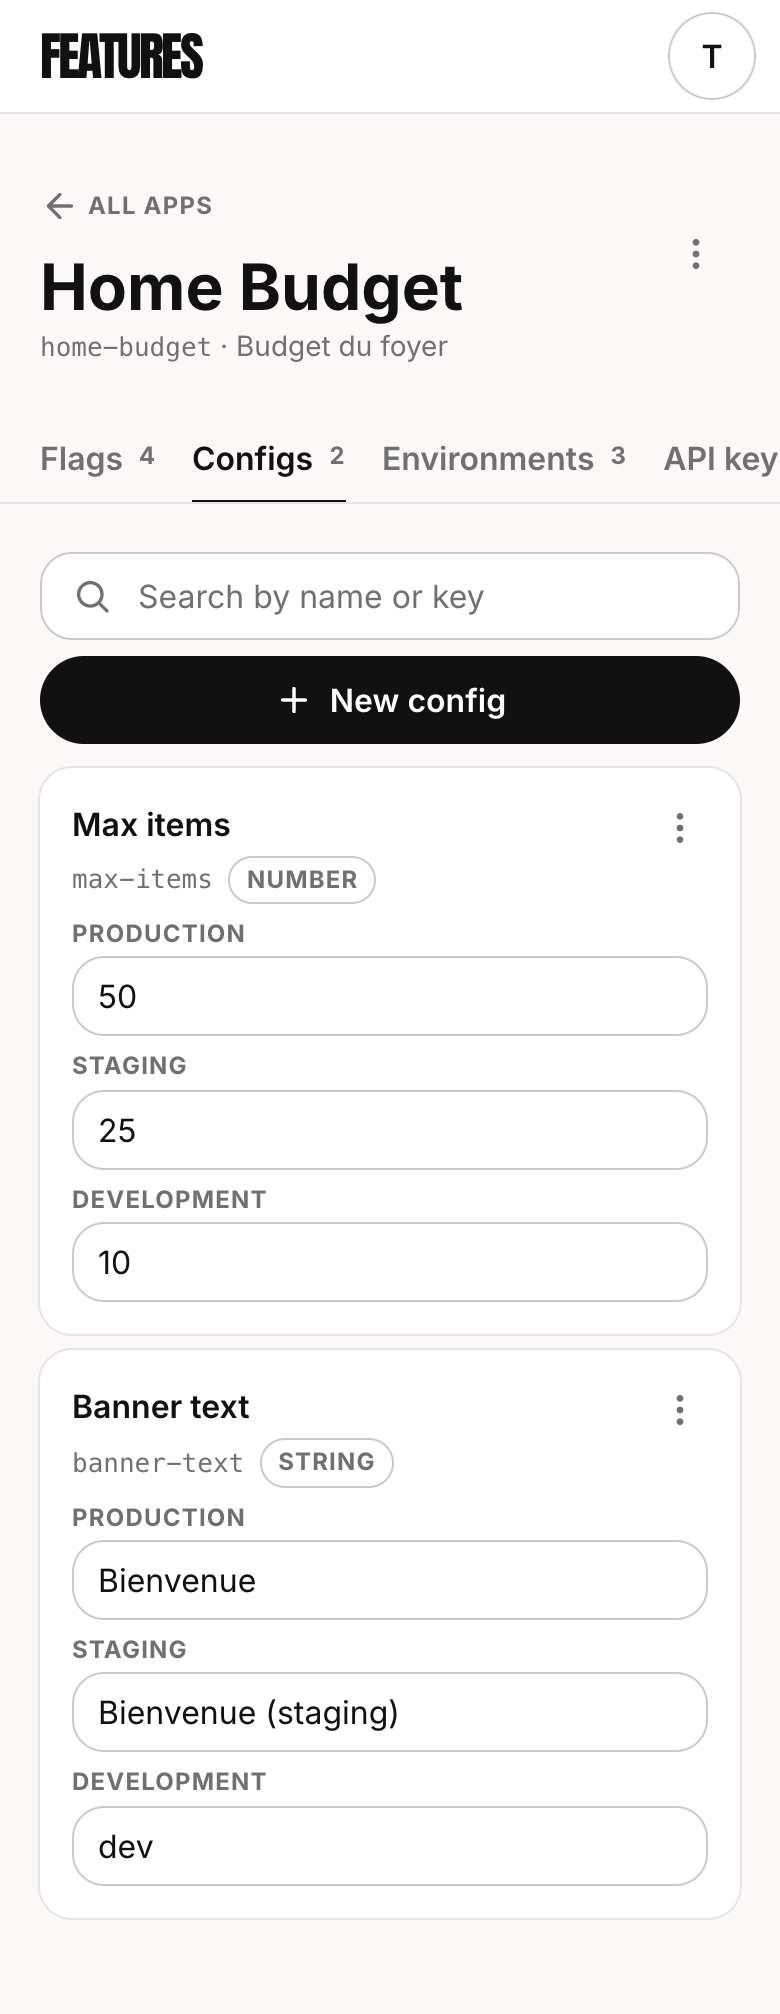 FEATURES
T
ALL APPS
Home Budget
home-budget · Budget du foyer
Flags 4 Configs 2 Environments 3 API key
Search by name or key
New config
Max items
max-items NUMBER
PRODUCTION
50
STAGING
25
DEVELOPMENT
10
Banner text
banner-text STRING
PRODUCTION
Bienvenue
STAGING
Bienvenue (staging)
DEVELOPMENT
dev